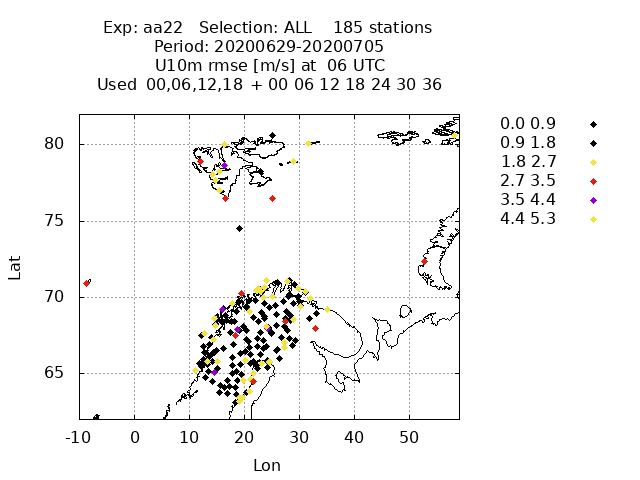 Exp: aa22 Selection: ALL 185 stations
Period: 20200629-20200705
U10m rmse [m/s] at 06 UTC
Used 00,06,12,18 + 00 06 12 18 24 30 36
0.0 0.9
0.9 1.8
1.8 2.7
2.7 3.5
3.5 4.4
4.4 5.3
80
75
70
65
Lat
-10 0 10 20 30 40 50
Lon